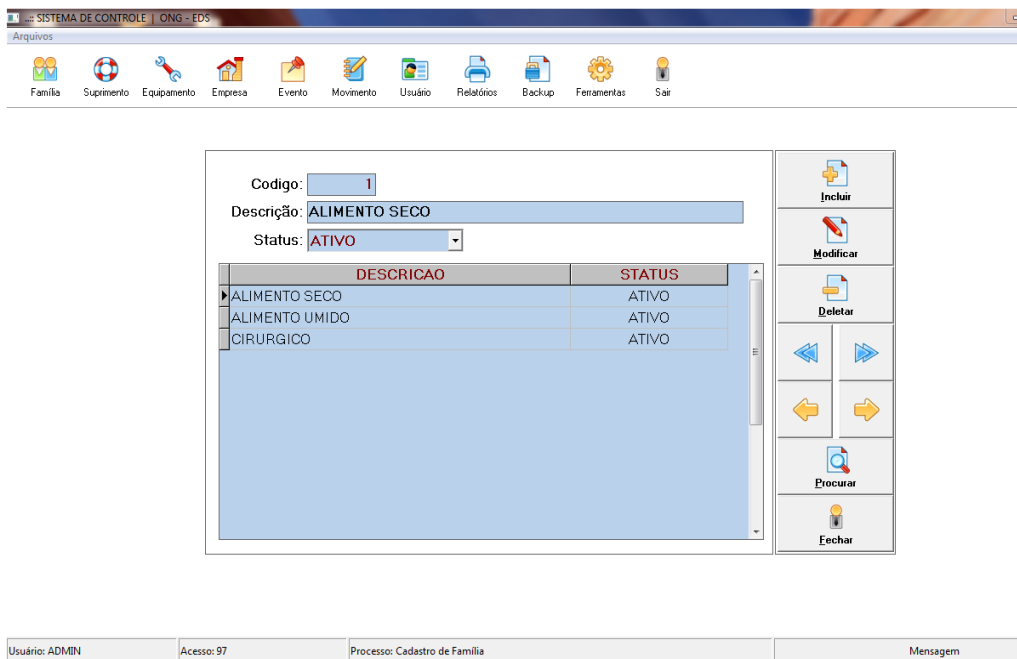 ..:: SISTEMA DE CONTROLE | ONG - EDS
Arquivos
Família Suprimento Equipamento Empresa Evento Movimento Usuário Relatórios Backup Ferramentas Sair
Codigo: 1
Descrição: ALIMENTO SECO
Status: ATIVO
DESCRICAO STATUS
ALIMENTO SECO ATIVO
ALIMENTO UMIDO ATIVO
CIRURGICO ATIVO
Incluir
Modificar
Deletar
Procurar
Fechar
Usuário: ADMIN Acesso: 97 Processo: Cadastro de Família Mensagem